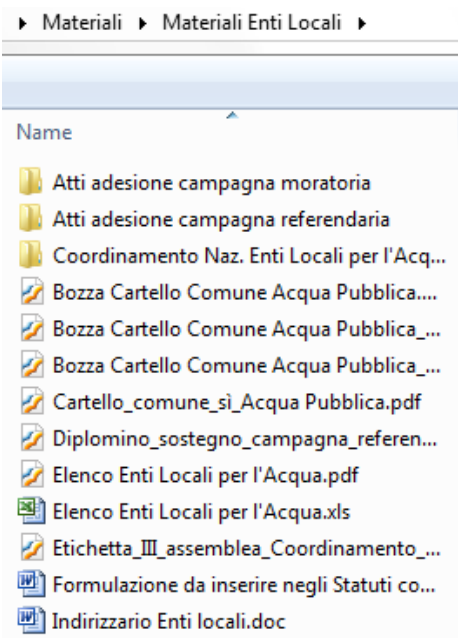 Materiali Materiali Enti Locali
Name
Atti adesione campagna moratoria
Atti adesione campagna referendaria
Coordinamento Naz. Enti Locali per l'Acq...
Bozza Cartello Comune Acqua Pubblica....
Bozza Cartello Comune Acqua Pubblica_...
Bozza Cartello Comune Acqua Pubblica_...
Cartello_comune_sì_Acqua Pubblica.pdf
Diplomino_sostegno_campagna_referen...
Elenco Enti Locali per l'Acqua.pdf
Elenco Enti Locali per l'Acqua.xls
Etichetta_III_assemblea_Coordinamento_...
Formulazione da inserire negli Statuti co...
Indirizzario Enti locali.doc